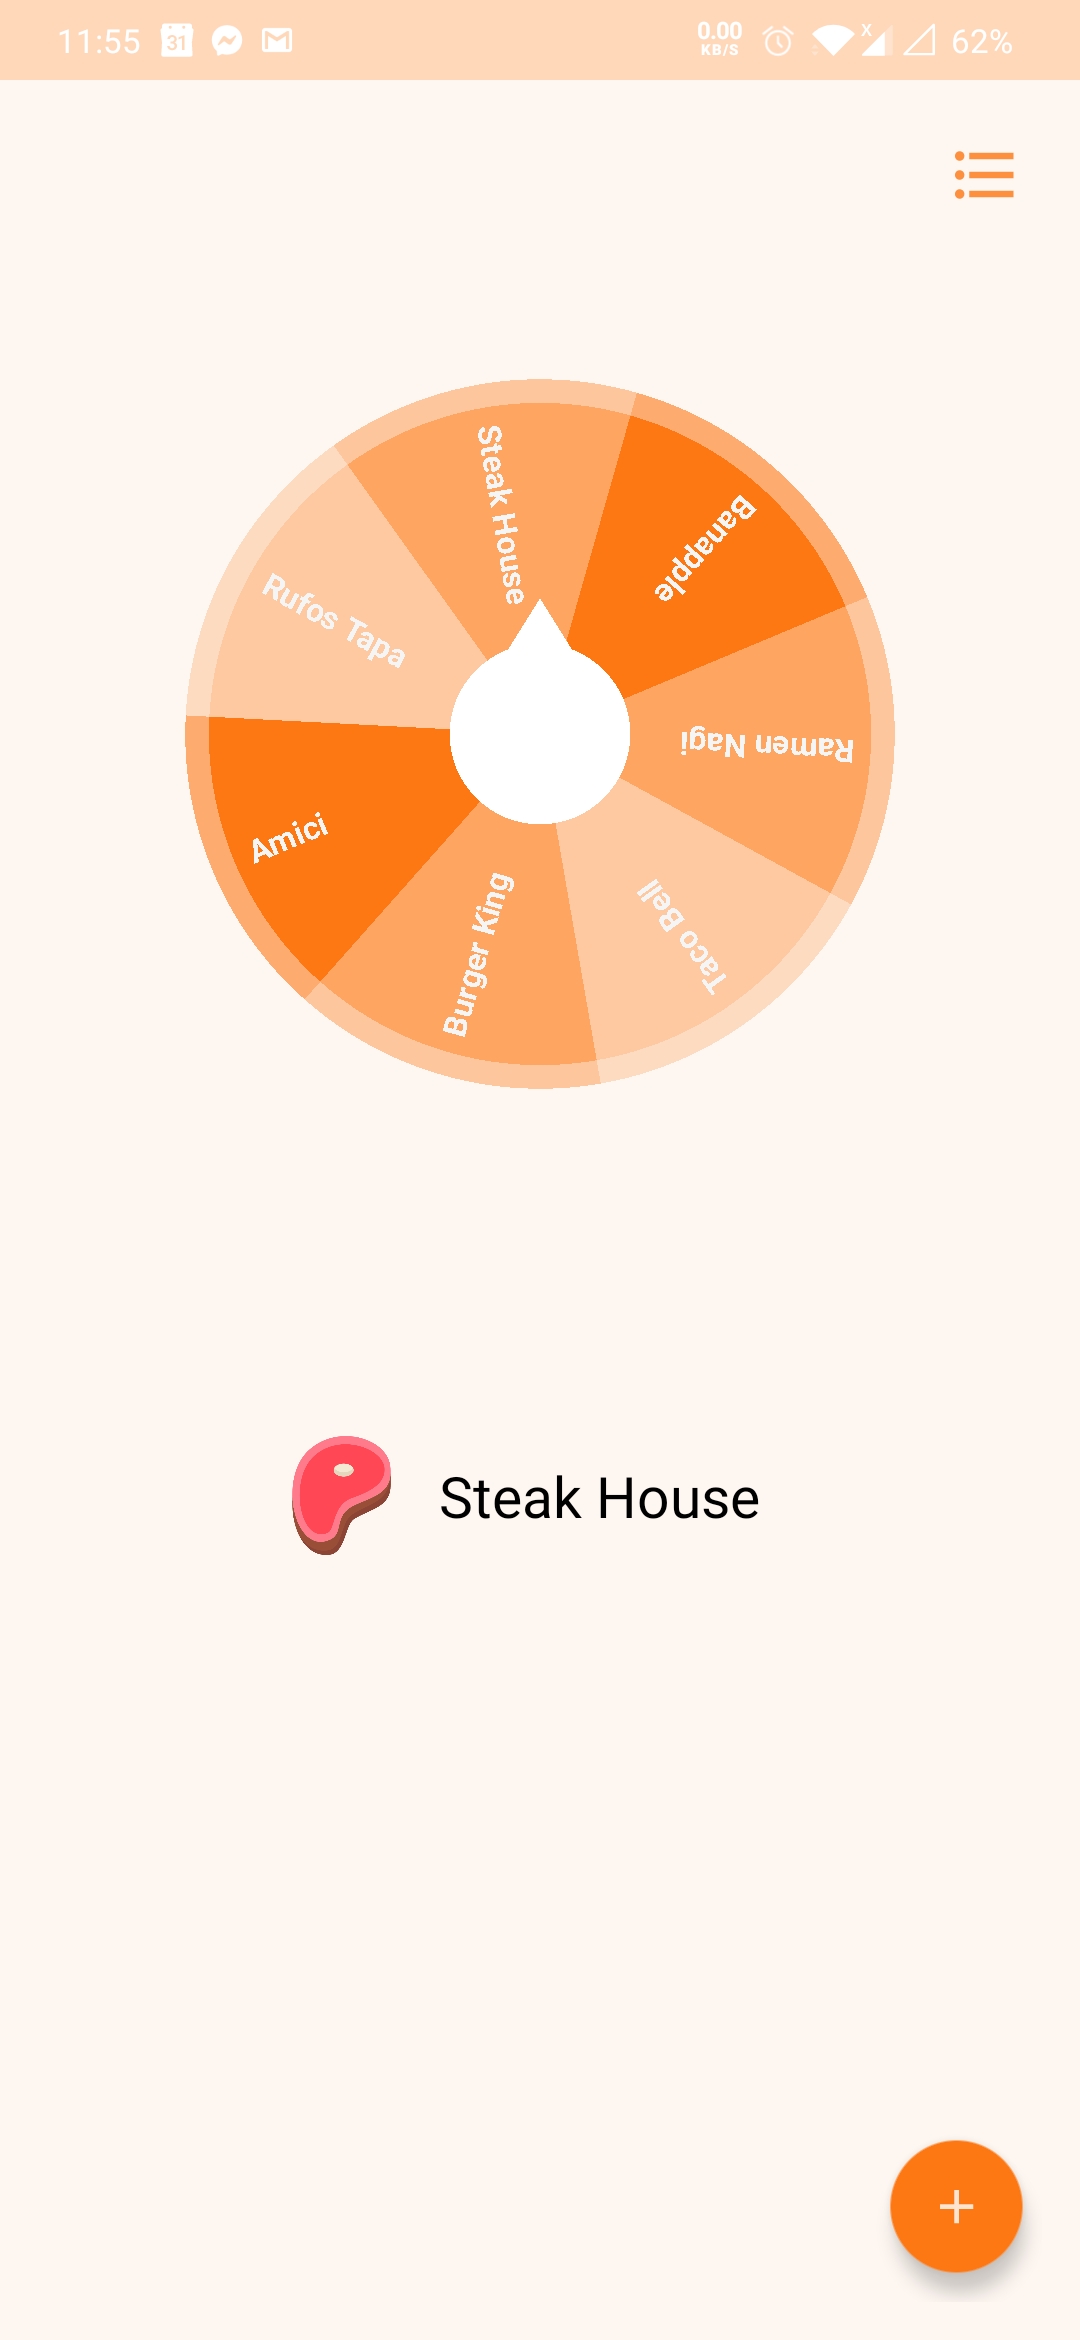 11:55
31
0.00
KB/S
X
62%
Steak House
Banapple
Rufos Tapa
Ramen Nagi
Amici
Taco Bell
Burger King
Steak House
+